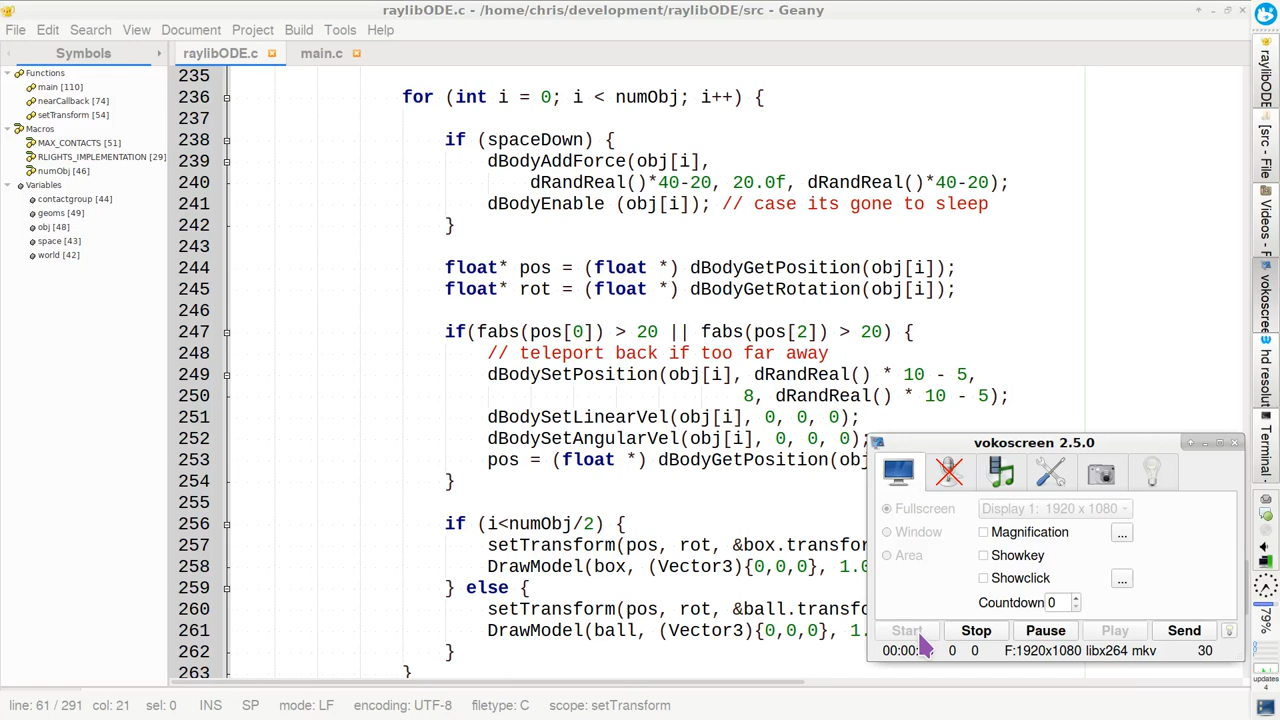 raylibODE.c - /home/chris/development/raylibODE/src - Geany
File Edit Search View Document Project Build Tools Help
Symbols
raylibODE.c main.c
Functions
main [110]
nearCallback [74]
setTransform [54]
Macros
MAX_CONTACTS [51]
RLIGHTS_IMPLEMENTATION [29]
numObj [46]
Variables
contactgroup [44]
geoms [49]
obj [48]
space [43]
world [42]
235
236 for (int i = 0; i < numObj; i++) {
237
238 if (spaceDown) {
239 dBodyAddForce(obj[i],
240 dRandReal()*40-20, 20.0f, dRandReal()*40-20);
241 dBodyEnable (obj[i]); // case its gone to sleep
242 }
243
244 float* pos = (float *) dBodyGetPosition(obj[i]);
245 float* rot = (float *) dBodyGetRotation(obj[i]);
246
247 if(fabs(pos[0]) > 20 || fabs(pos[2]) > 20) {
248 // teleport back if too far away
249 dBodySetPosition(obj[i], dRandReal() * 10 - 5,
250 8, dRandReal() * 10 - 5);
251 dBodySetLinearVel(obj[i], 0, 0, 0);
252 dBodySetAngularVel(obj[i], 0, 0, 0);
253 pos = (float *) dBodyGetPosition(obj
254 }
255
256 if (i<numObj/2) {
257 setTransform(pos, rot, &box.transfor
258 DrawModel(box, (Vector3){0,0,0}, 1.0
259 } else {
260 setTransform(pos, rot, &ball.transfo
261 DrawModel(ball, (Vector3){0,0,0}, 1.
262 }
263 }
vokoscreen 2.5.0
Fullscreen Display 1: 1920 x 1080
Window Magnification ...
Area Showkey
Showclick ...
Countdown 0
Start Stop Pause Play Send
00:00: 0 0 F:1920x1080 libx264 mkv 30
line: 61 / 291 col: 21 sel: 0 INS SP mode: LF encoding: UTF-8 filetype: C scope: setTransform
raylibODE
[src - File
Videos - F
vokoscreen
hd resolut
Terminal -
79%
updates
4